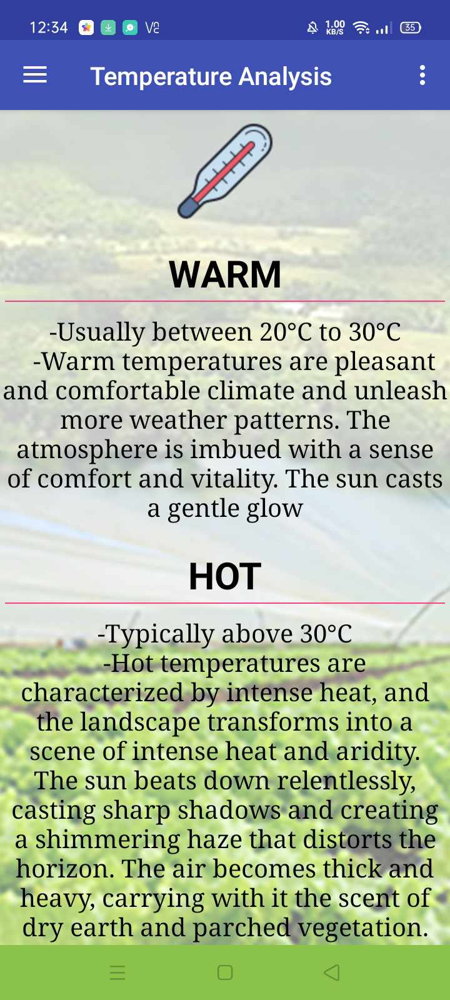 12:34
1.00
KB/S
35
Temperature Analysis
WARM
-Usually between 20°C to 30°C
-Warm temperatures are pleasant
and comfortable climate and unleash
more weather patterns. The
atmosphere is imbued with a sense
of comfort and vitality. The sun casts
a gentle glow
HOT
-Typically above 30°C
-Hot temperatures are
characterized by intense heat, and
the landscape transforms into a
scene of intense heat and aridity.
The sun beats down relentlessly,
casting sharp shadows and creating
a shimmering haze that distorts the
horizon. The air becomes thick and
heavy, carrying with it the scent of
dry earth and parched vegetation.